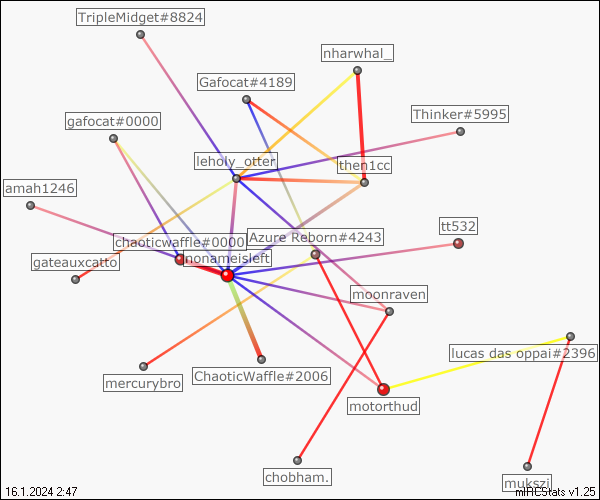 TripleMidget#8824
nharwhal_
Gafocat#4189
Thinker#5995
gafocat#0000
leholy_otter
then1cc
amah1246
tt532
chaoticwaffle#0000
Azure Reborn#4243
gateauxcatto
nonameisleft
moonraven
lucas das oppai#2396
mercurybro
ChaoticWaffle#2006
motorthud
chobham.
mukszi
16.1.2024 2:47
mIRCStats v1.25